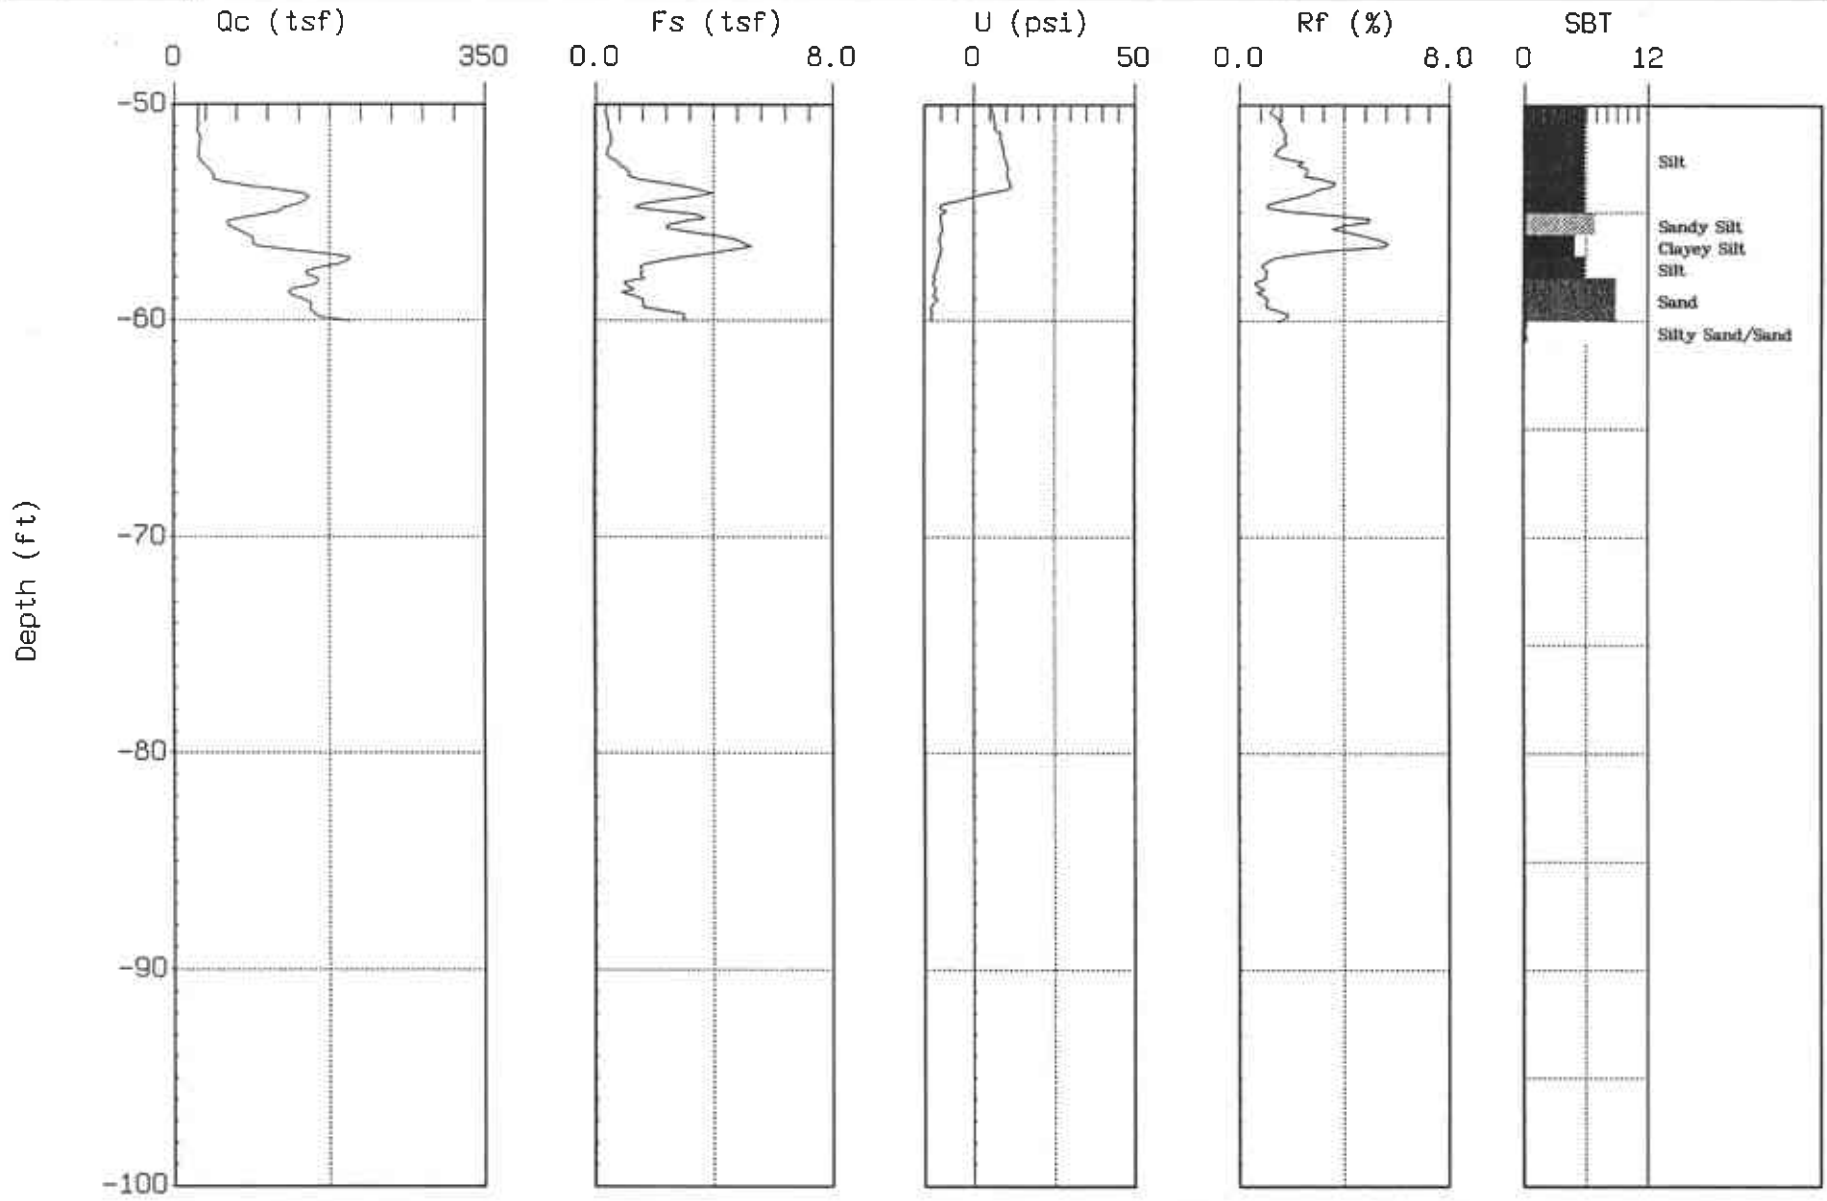 Qc (tsf) Fs (tsf) U (psi) Rf (%) SBT
0 350 0.0 8.0 0 50 0.0 8.0 0 12
-50
Silt
Sandy Silt
Clayey Silt
Silt
Sand
-60
Silty Sand/Sand
-70
Depth (ft)
-80
-90
-100